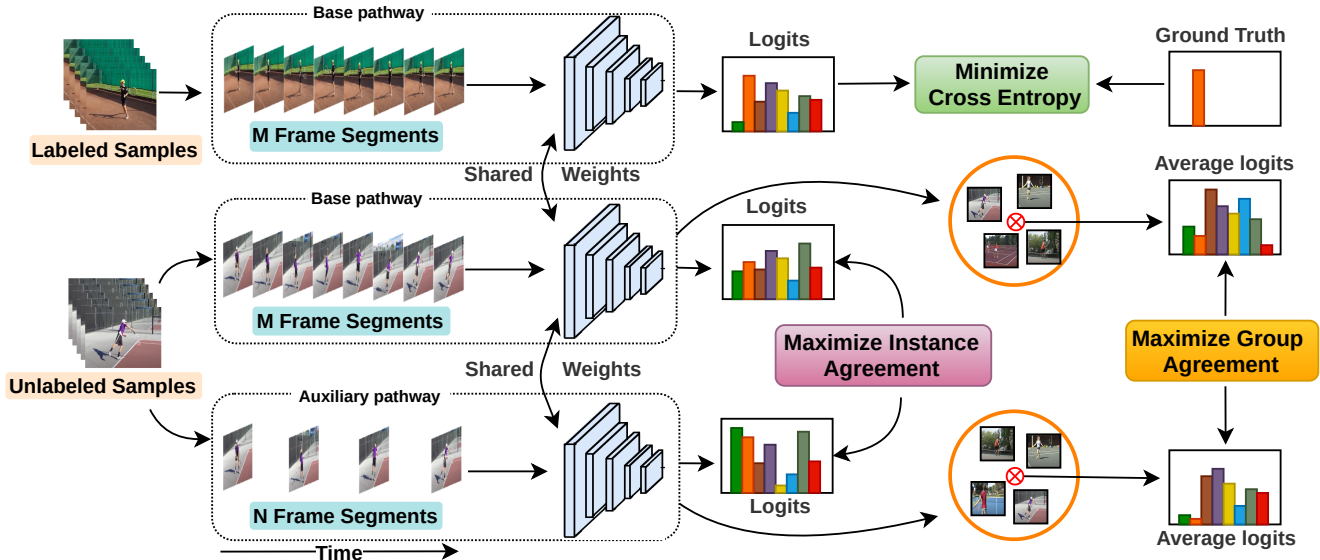 Base pathway
Labeled Samples
M Frame Segments
Logits
Minimize
Cross Entropy
Ground Truth
Shared Weights
Base pathway
Unlabeled Samples
M Frame Segments
Logits
Average logits
Maximize Instance
Agreement
Maximize Group
Agreement
Shared Weights
Auxiliary pathway
N Frame Segments
Logits
Average logits
Time